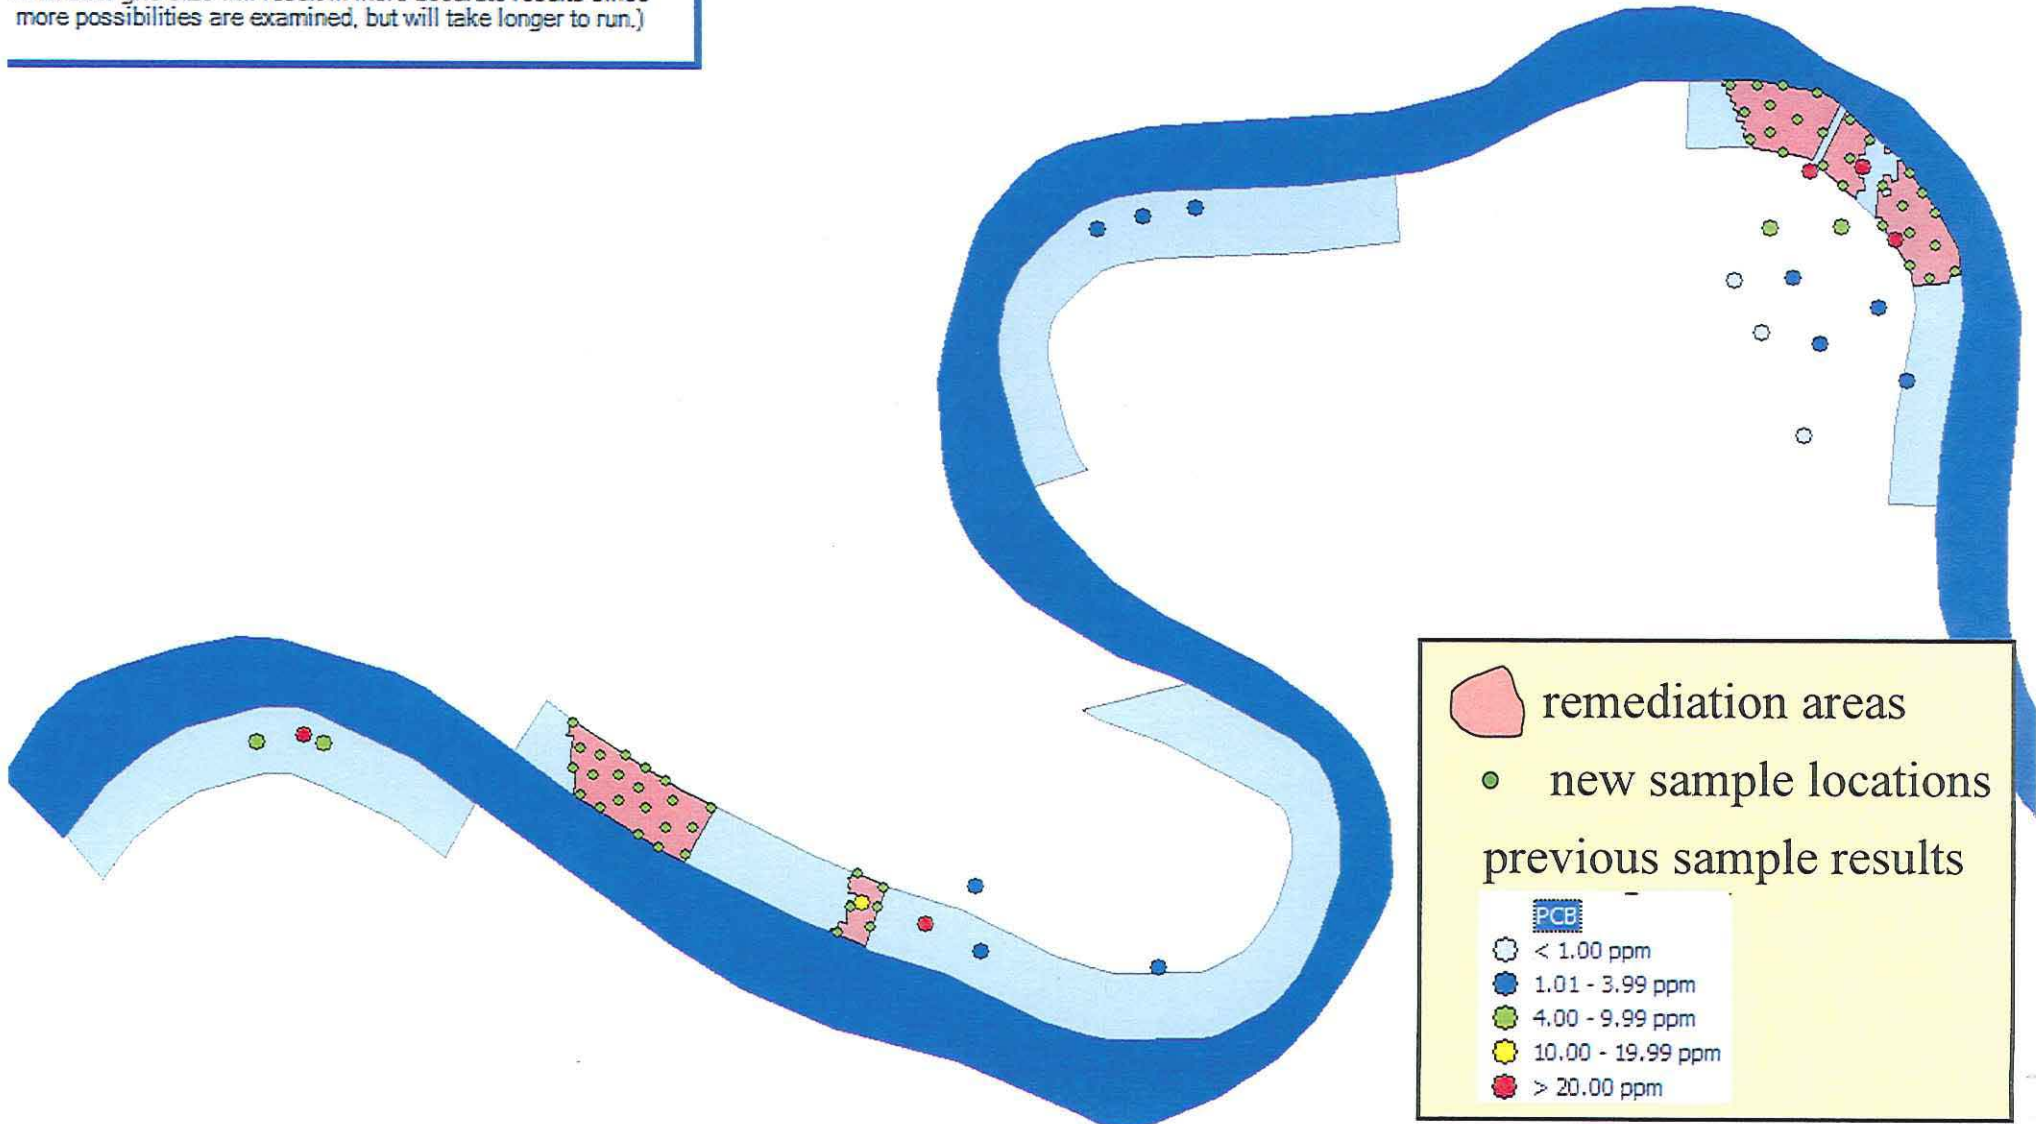 more possibilities are examined, but will take longer to run.)
remediation areas
new sample locations
previous sample results
PCB
< 1.00 ppm
1.01 - 3.99 ppm
4.00 - 9.99 ppm
10.00 - 19.99 ppm
> 20.00 ppm